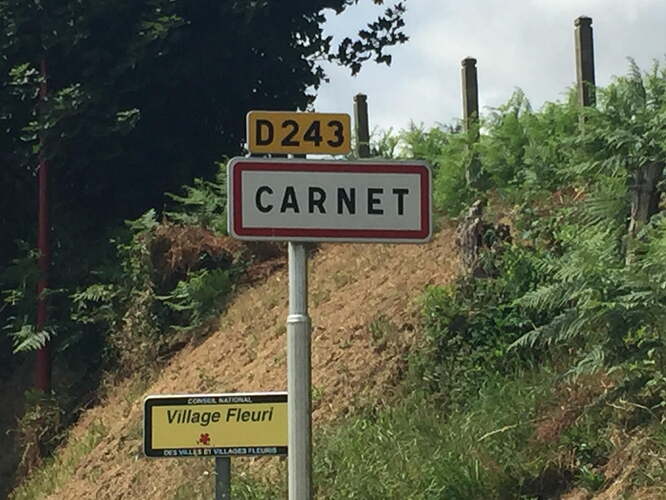 D243
CARNET
CONSEIL NATIONAL
Village Fleuri
DES VILLES ET VILLAGES FLEURIS